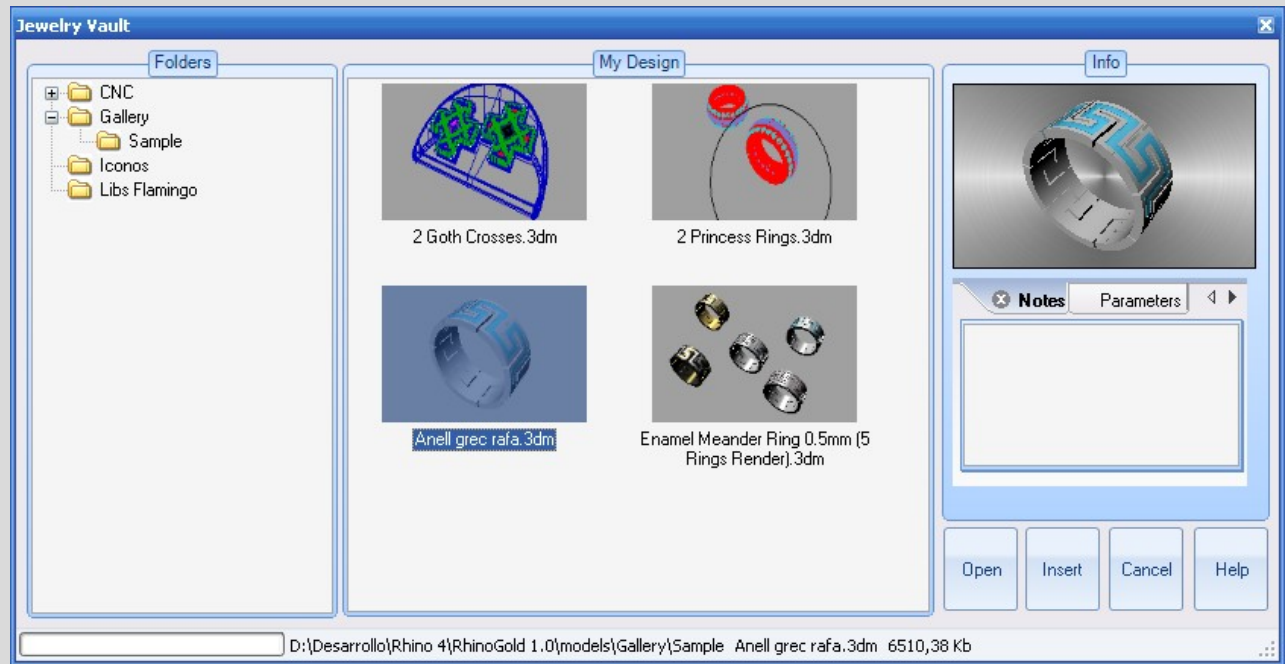 Jewelry Vault
Folders
CNC
Gallery
Sample
Iconos
Libs Flamingo
My Design
2 Goth Crosses.3dm
2 Princess Rings.3dm
Anell grec rafa.3dm
Enamel Meander Ring 0.5mm (5
Rings Render).3dm
Info
Notes
Parameters
Open
Insert
Cancel
Help
D:\Desarrollo\Rhino 4\RhinoGold 1.0\models\Gallery\Sample Anell grec rafa.3dm 6510,38 Kb